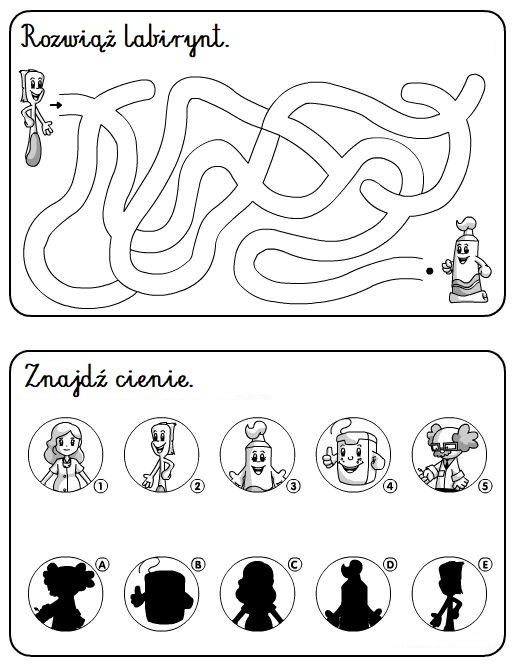 Rozwiąż labirynt.
Znajdź cienie.
1 2 3 4 5
A B C D E